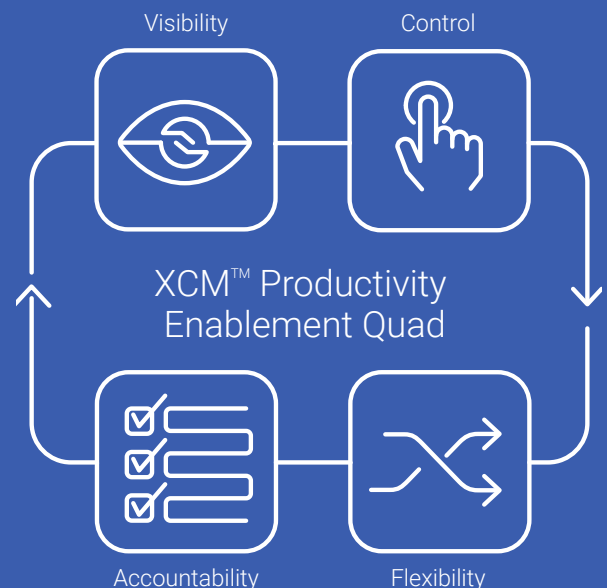 Visibility
Control
XCM™ Productivity
Enablement Quad
Accountability
Flexibility